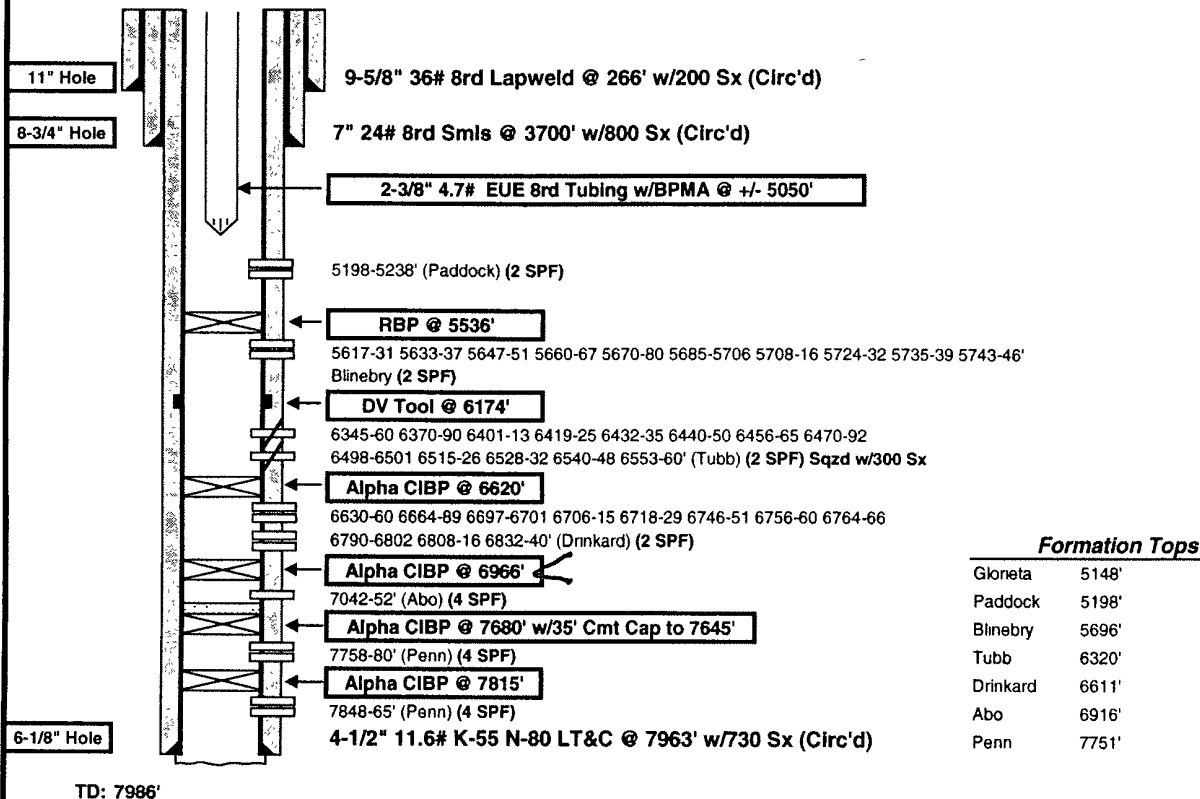 11" Hole
9-5/8" 36# 8rd Lapweld @ 266' w/200 Sx (Circ'd)
8-3/4" Hole
7" 24# 8rd Smls @ 3700' w/800 Sx (Circ'd)
2-3/8" 4.7# EUE 8rd Tubing w/BPMA @ +/- 5050'
5198-5238' (Paddock) (2 SPF)
RBP @ 5536'
5617-31 5633-37 5647-51 5660-67 5670-80 5685-5706 5708-16 5724-32 5735-39 5743-46'
Blinebry (2 SPF)
DV Tool @ 6174'
6345-60 6370-90 6401-13 6419-25 6432-35 6440-50 6456-65 6470-92
6498-6501 6515-26 6528-32 6540-48 6553-60' (Tubb) (2 SPF) Sqzd w/300 Sx
Alpha CIBP @ 6620'
6630-60 6664-89 6697-6701 6706-15 6718-29 6746-51 6756-60 6764-66
6790-6802 6808-16 6832-40' (Drinkard) (2 SPF)
Alpha CIBP @ 6966'
7042-52' (Abo) (4 SPF)
Alpha CIBP @ 7680' w/35' Cmt Cap to 7645'
7758-80' (Penn) (4 SPF)
Alpha CIBP @ 7815'
7848-65' (Penn) (4 SPF)
6-1/8" Hole
4-1/2" 11.6# K-55 N-80 LT&C @ 7963' w/730 Sx (Circ'd)
TD: 7986'
Formation Tops
Glorieta 5148'
Paddock 5198'
Blinebry 5696'
Tubb 6320'
Drinkard 6611'
Abo 6916'
Penn 7751'